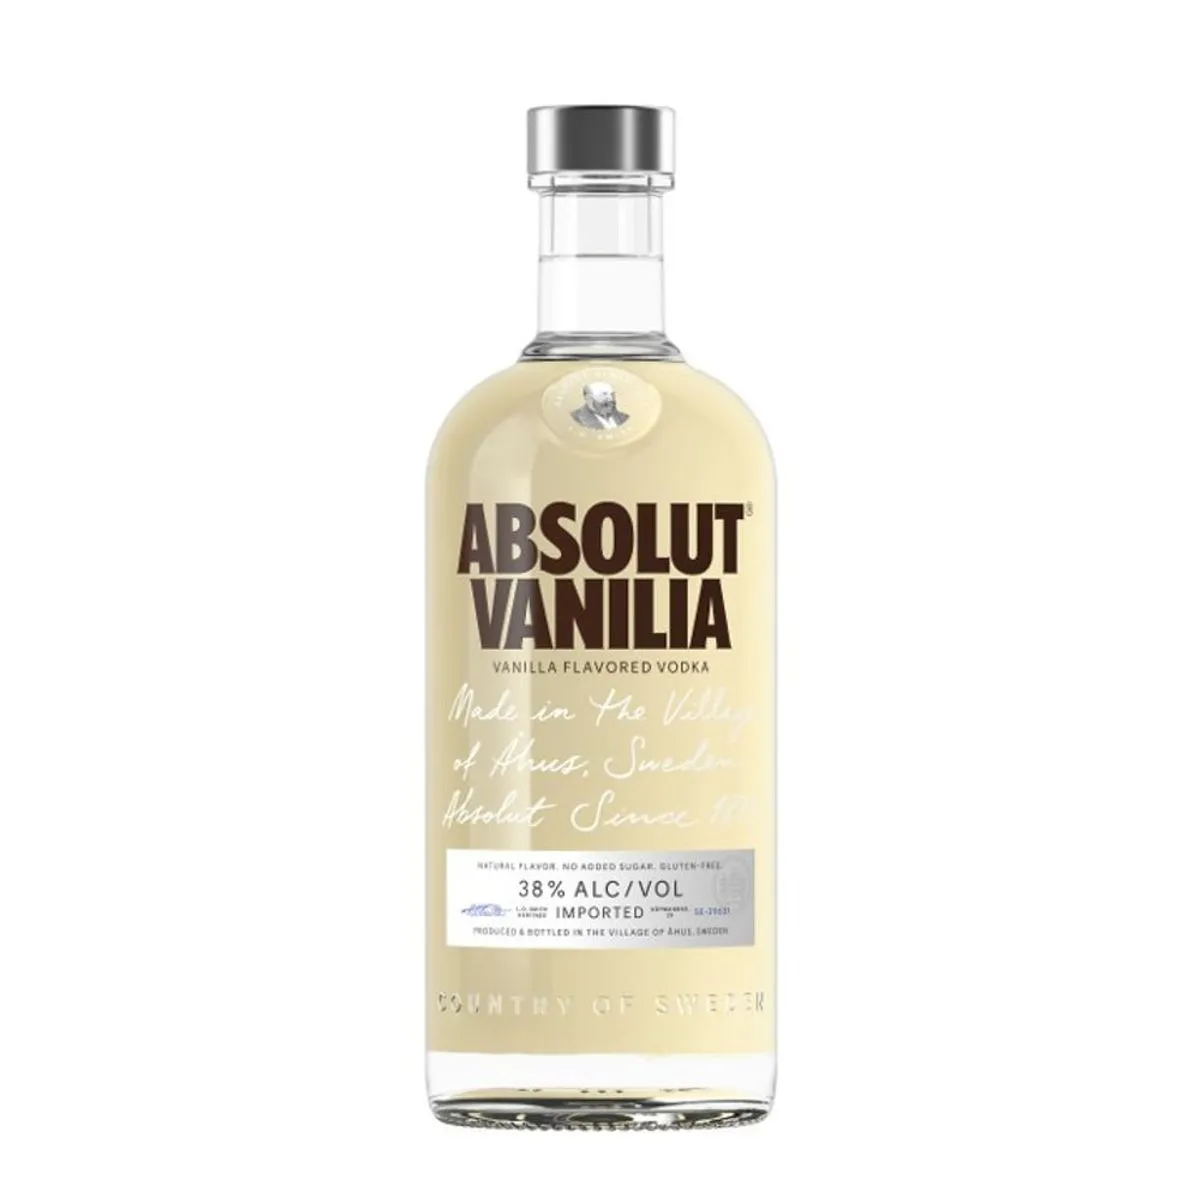 ABSOLUT
VANILIA
VANILLA FLAVORED VODKA
Made in the Village
of Åhus, Sweden
Absolut Since
NATURAL FLAVOR. NO ADDED SUGAR. GLUTEN-FREE.
38% ALC/VOL
IMPORTED
PRODUCED & BOTTLED IN THE VILLAGE OF ÅHUS, SWEDEN
COUNTRY OF SWEDEN